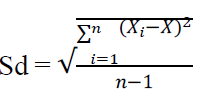 Sd = √ ∑ⁿᵢ₌₁ (Xᵢ−X)² / n−1